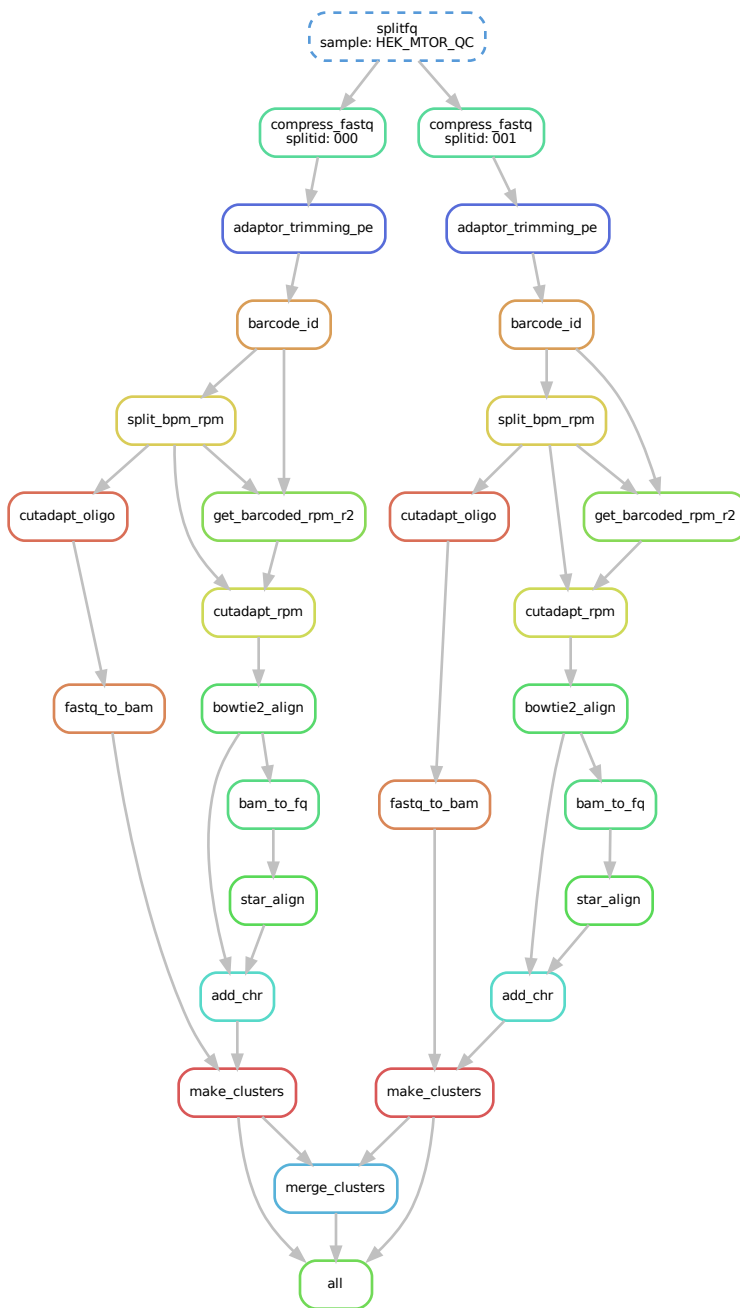 splitfq
sample: HEK_MTOR_QC
compress_fastq
splitid: 000
compress_fastq
splitid: 001
adaptor_trimming_pe
adaptor_trimming_pe
barcode_id
barcode_id
split_bpm_rpm
split_bpm_rpm
cutadapt_oligo
get_barcoded_rpm_r2
cutadapt_oligo
get_barcoded_rpm_r2
cutadapt_rpm
cutadapt_rpm
fastq_to_bam
bowtie2_align
bowtie2_align
bam_to_fq
fastq_to_bam
bam_to_fq
star_align
star_align
add_chr
add_chr
make_clusters
make_clusters
merge_clusters
all